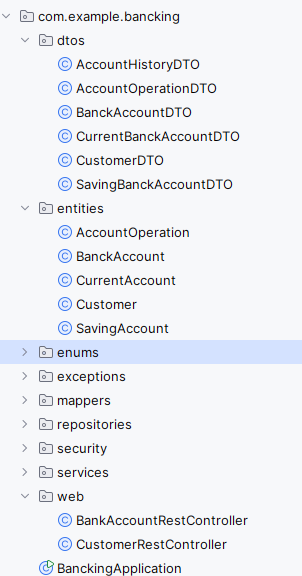 com.example.bancking
dtos
AccountHistoryDTO
AccountOperationDTO
BanckAccountDTO
CurrentBanckAccountDTO
CustomerDTO
SavingBanckAccountDTO
entities
AccountOperation
BanckAccount
CurrentAccount
Customer
SavingAccount
enums
exceptions
mappers
repositories
security
services
web
BankAccountRestController
CustomerRestController
BanckingApplication